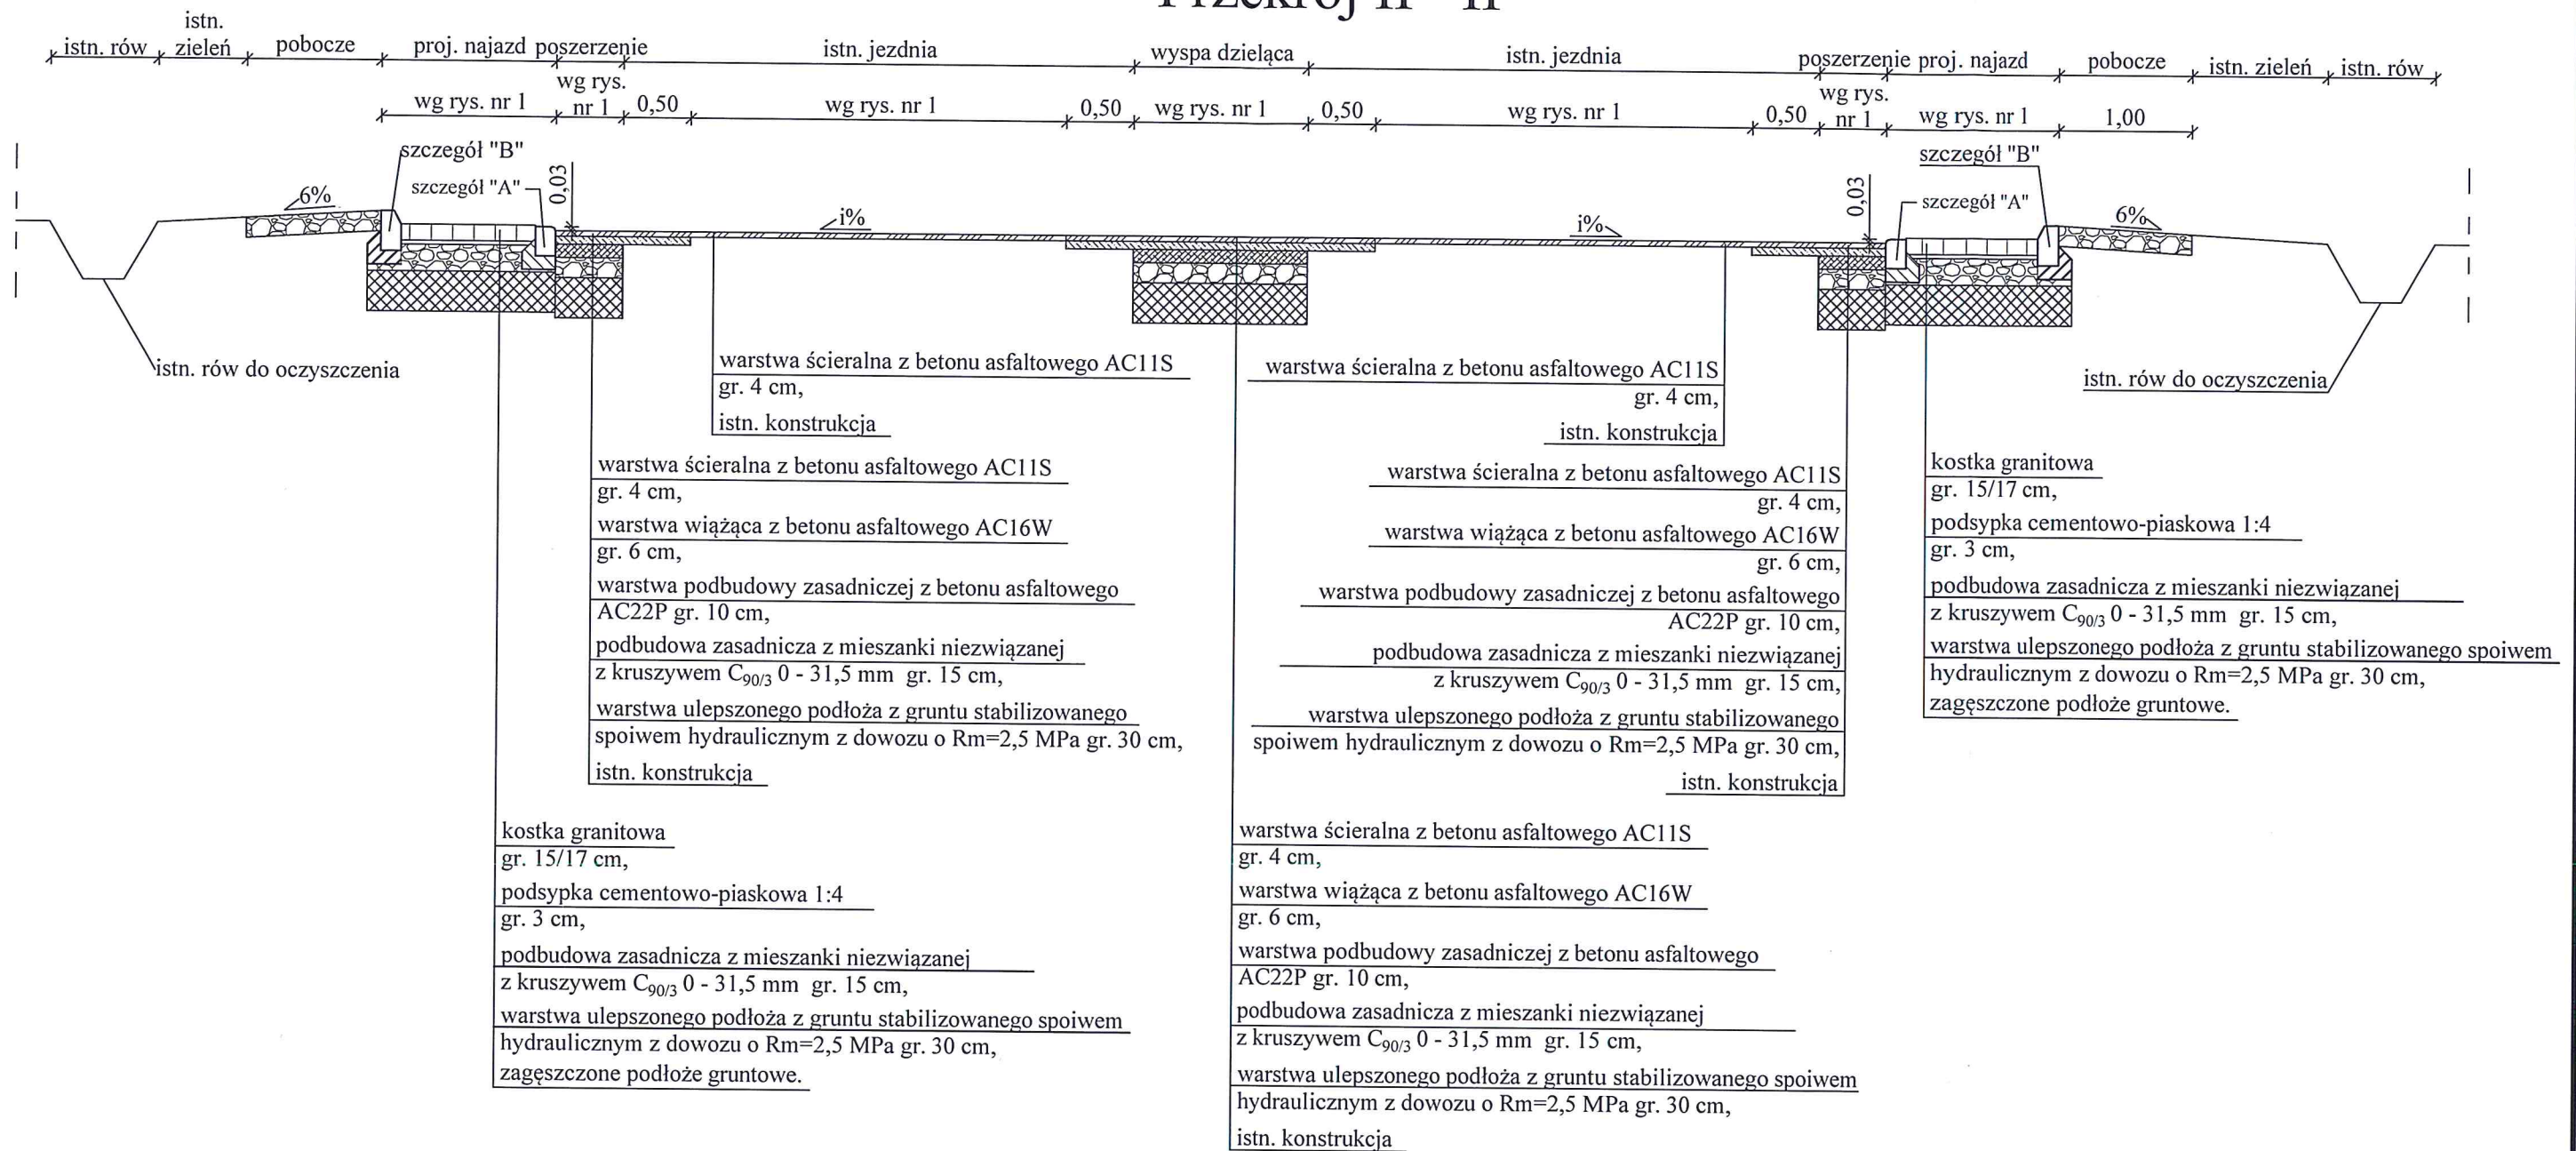 Przekrój II - II
istn. rów
istn.
zieleń
pobocze
proj. najazd
poszerzenie
istn. jezdnia
wyspa dzieląca
istn. jezdnia
poszerzenie
proj. najazd
pobocze
istn. zieleń
istn. rów
wg rys. nr 1
wg rys.
nr 1
0,50
wg rys. nr 1
0,50
wg rys. nr 1
0,50
wg rys. nr 1
0,50
wg rys.
nr 1
wg rys. nr 1
1,00
szczegół "B"
szczegół "A"
0,03
6%
i%
i%
0,03
szczegół "B"
szczegół "A"
6%
istn. rów do oczyszczenia
warstwa ścieralna z betonu asfaltowego AC11S
gr. 4 cm,
istn. konstrukcja
warstwa ścieralna z betonu asfaltowego AC11S
gr. 4 cm,
istn. konstrukcja
istn. rów do oczyszczenia
warstwa ścieralna z betonu asfaltowego AC11S
gr. 4 cm,
warstwa wiążąca z betonu asfaltowego AC16W
gr. 6 cm,
warstwa podbudowy zasadniczej z betonu asfaltowego
AC22P gr. 10 cm,
podbudowa zasadnicza z mieszanki niezwiązanej
z kruszywem C90/3 0 - 31,5 mm gr. 15 cm,
warstwa ulepszonego podłoża z gruntu stabilizowanego
spoiwem hydraulicznym z dowozu o Rm=2,5 MPa gr. 30 cm,
istn. konstrukcja
warstwa ścieralna z betonu asfaltowego AC11S
gr. 4 cm,
warstwa wiążąca z betonu asfaltowego AC16W
gr. 6 cm,
warstwa podbudowy zasadniczej z betonu asfaltowego
AC22P gr. 10 cm,
podbudowa zasadnicza z mieszanki niezwiązanej
z kruszywem C90/3 0 - 31,5 mm gr. 15 cm,
warstwa ulepszonego podłoża z gruntu stabilizowanego
spoiwem hydraulicznym z dowozu o Rm=2,5 MPa gr. 30 cm,
istn. konstrukcja
kostka granitowa
gr. 15/17 cm,
podsypka cementowo-piaskowa 1:4
gr. 3 cm,
podbudowa zasadnicza z mieszanki niezwiązanej
z kruszywem C90/3 0 - 31,5 mm gr. 15 cm,
warstwa ulepszonego podłoża z gruntu stabilizowanego spoiwem
hydraulicznym z dowozu o Rm=2,5 MPa gr. 30 cm,
zagęszczone podłoże gruntowe.
kostka granitowa
gr. 15/17 cm,
podsypka cementowo-piaskowa 1:4
gr. 3 cm,
podbudowa zasadnicza z mieszanki niezwiązanej
z kruszywem C90/3 0 - 31,5 mm gr. 15 cm,
warstwa ulepszonego podłoża z gruntu stabilizowanego spoiwem
hydraulicznym z dowozu o Rm=2,5 MPa gr. 30 cm,
zagęszczone podłoże gruntowe.
warstwa ścieralna z betonu asfaltowego AC11S
gr. 4 cm,
warstwa wiążąca z betonu asfaltowego AC16W
gr. 6 cm,
warstwa podbudowy zasadniczej z betonu asfaltowego
AC22P gr. 10 cm,
podbudowa zasadnicza z mieszanki niezwiązanej
z kruszywem C90/3 0 - 31,5 mm gr. 15 cm,
warstwa ulepszonego podłoża z gruntu stabilizowanego spoiwem
hydraulicznym z dowozu o Rm=2,5 MPa gr. 30 cm,
istn. konstrukcja